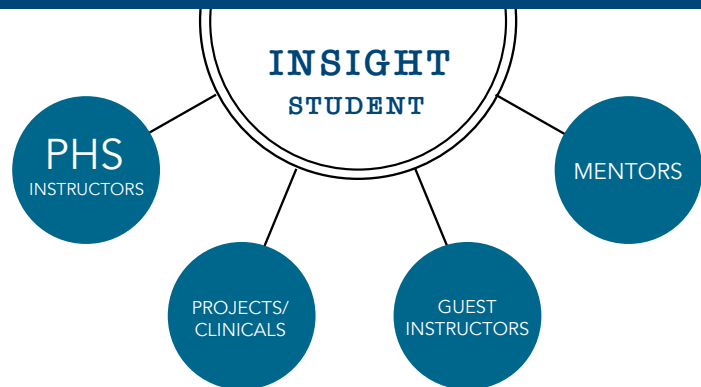 INSIGHT
STUDENT
PHS
INSTRUCTORS
MENTORS
PROJECTS/
CLINICALS
GUEST
INSTRUCTORS